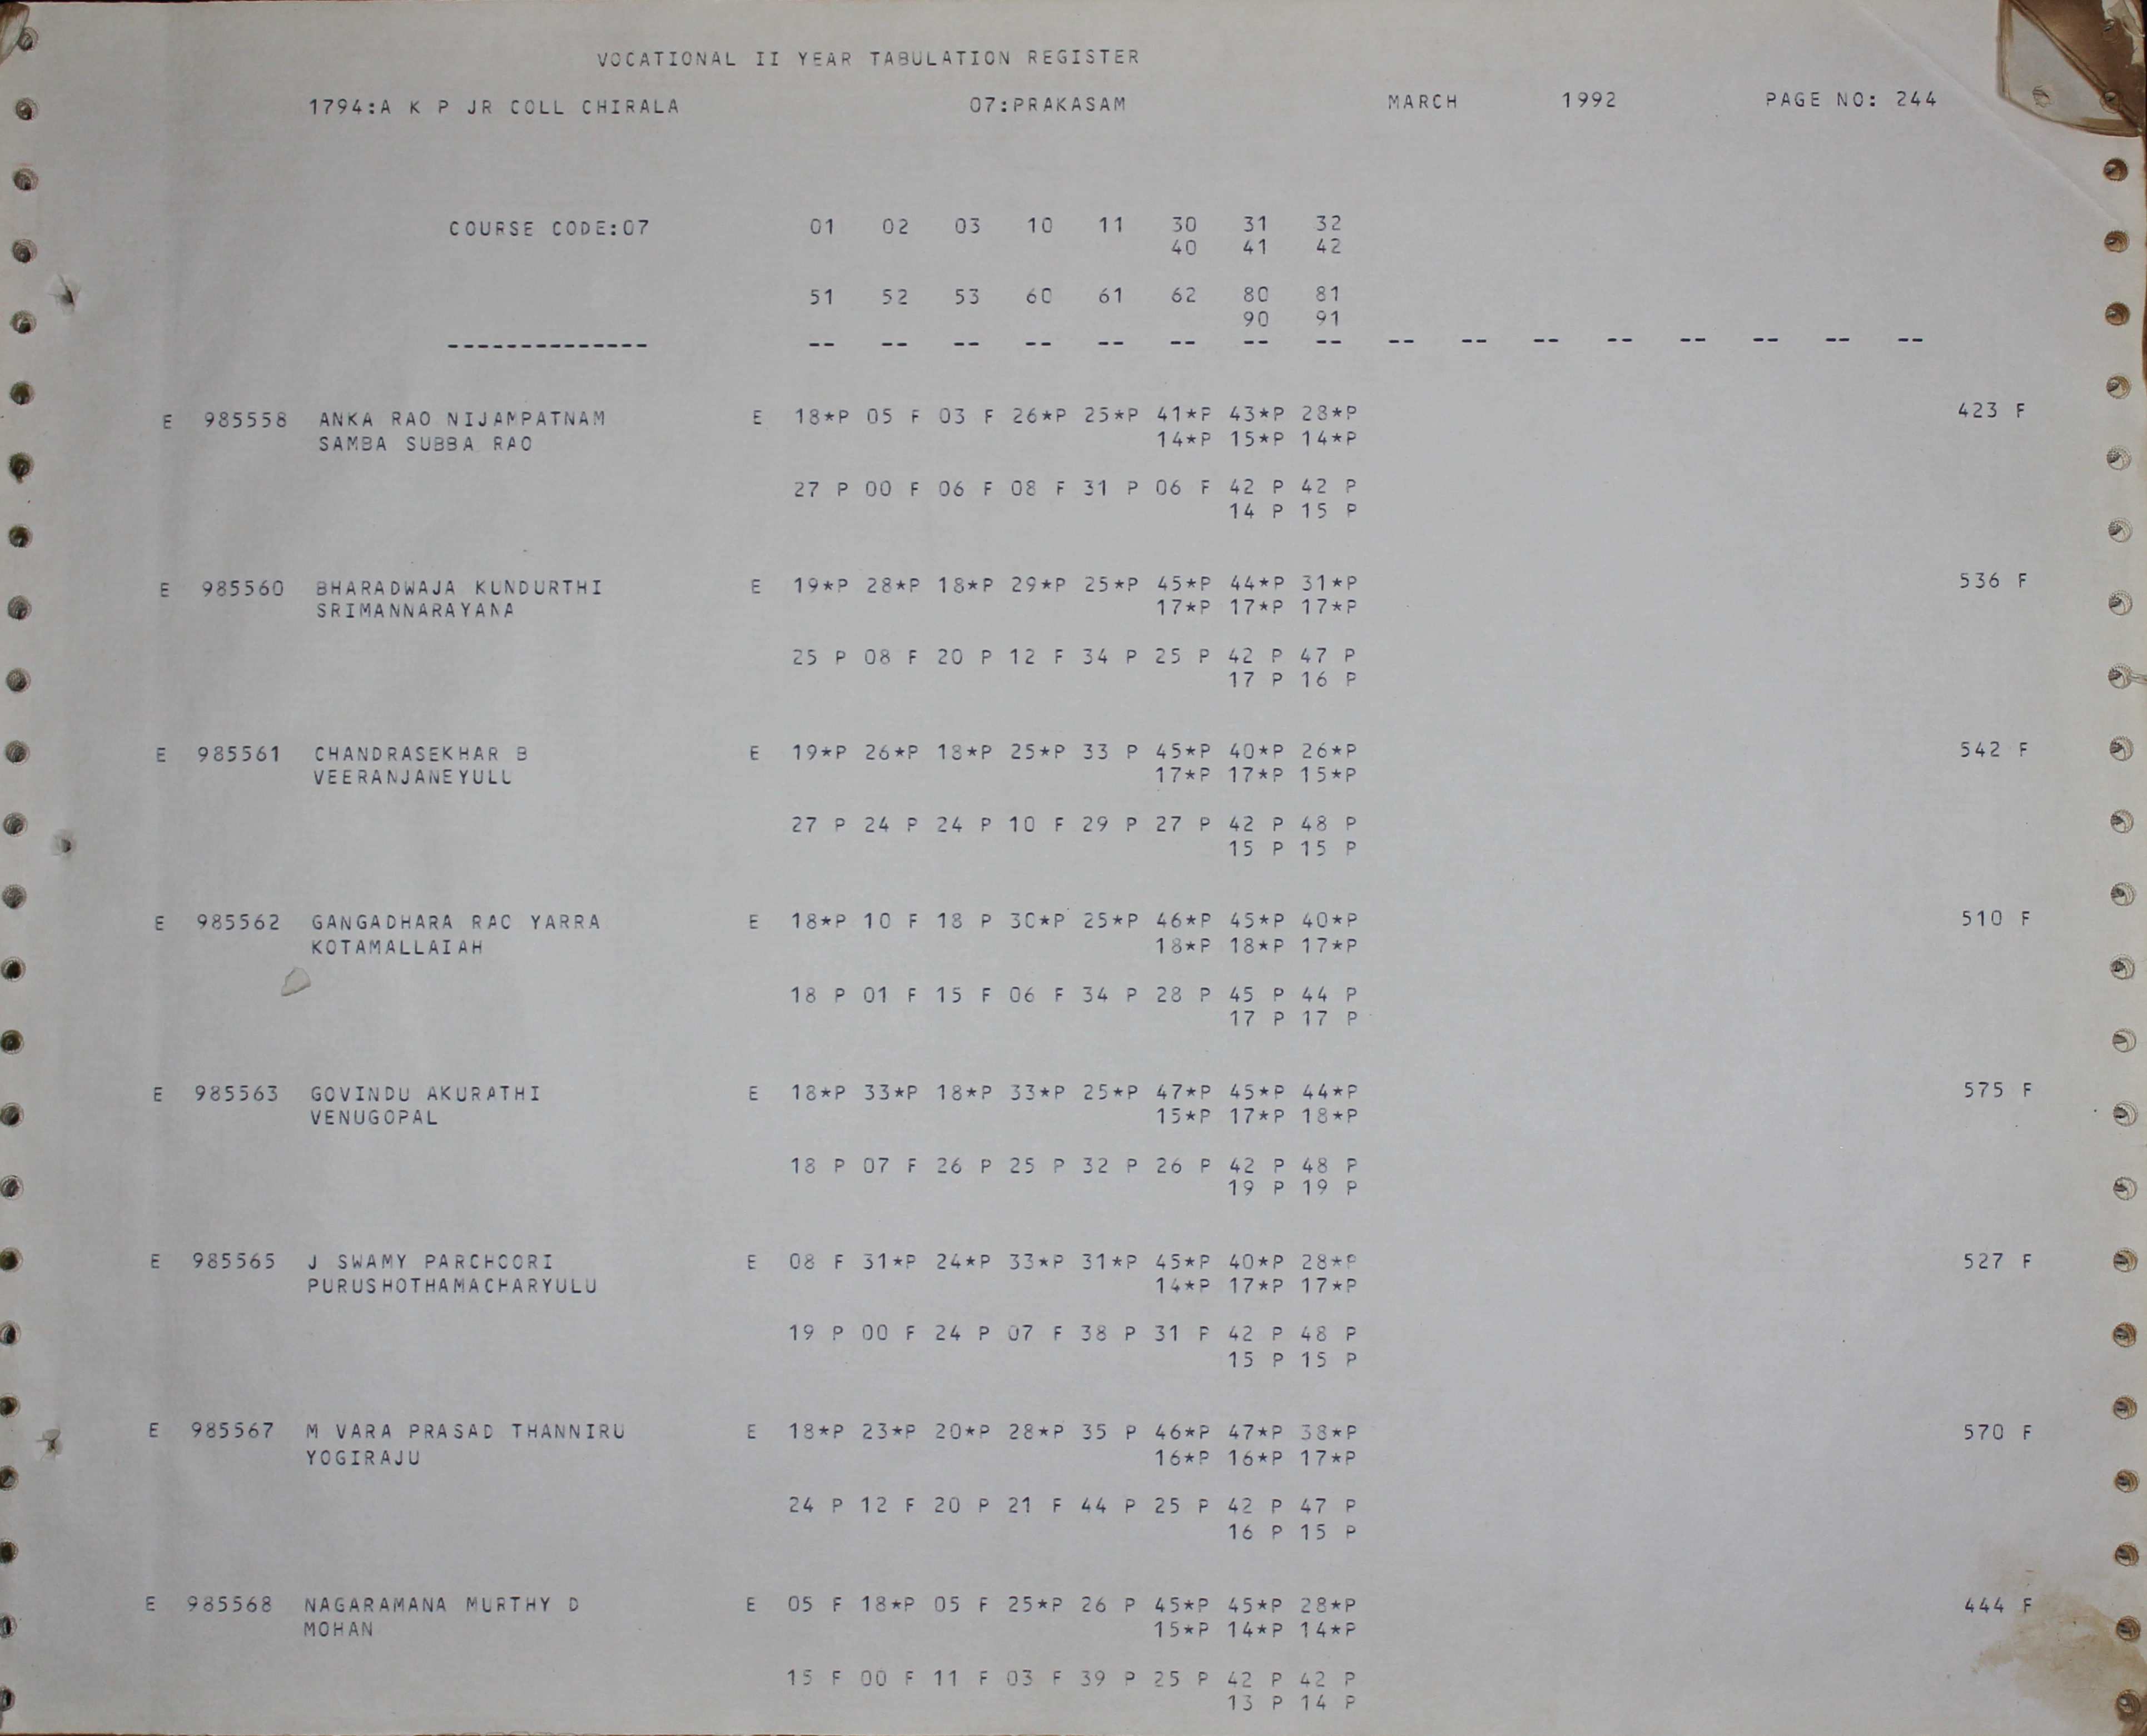 VOCATIONAL II YEAR TABULATION REGISTER
1794:A K P JR COLL CHIRALA 07:PRAKASAM MARCH 1992 PAGE NO: 244
COURSE CODE:07 01 02 03 10 11 30 31 32
40 41 42
51 52 53 60 61 62 80 81
90 91
-------------- -- -- -- -- -- -- -- -- -- -- -- -- -- -- -- --
E 985558 ANKA RAO NIJAMPATNAM E 18*P 05 F 03 F 26*P 25*P 41*P 43*P 28*P 423 F
SAMBA SUBBA RAO 14*P 15*P 14*P
27 P 00 F 06 F 08 F 31 P 06 F 42 P 42 P
14 P 15 P
E 985560 BHARADWAJA KUNDURTHI E 19*P 28*P 18*P 29*P 25*P 45*P 44*P 31*P 536 F
SRIMANNARAYANA 17*P 17*P 17*P
25 P 08 F 20 P 12 F 34 P 25 P 42 P 47 P
17 P 16 P
E 985561 CHANDRASEKHAR B E 19*P 26*P 18*P 25*P 33 P 45*P 40*P 26*P 542 F
VEERANJANEYULU 17*P 17*P 15*P
27 P 24 P 24 P 10 F 29 P 27 P 42 P 48 P
15 P 15 P
E 985562 GANGADHARA RAO YARRA E 18*P 10 F 18 P 30*P 25*P 46*P 45*P 40*P 510 F
KOTAMALLAIAH 18*P 18*P 17*P
18 P 01 F 15 F 06 F 34 P 28 P 45 P 44 P
17 P 17 P
E 985563 GOVINDU AKURATHI E 18*P 33*P 18*P 33*P 25*P 47*P 45*P 44*P 575 F
VENUGOPAL 15*P 17*P 18*P
18 P 07 F 26 P 25 P 32 P 26 P 42 P 48 P
19 P 19 P
E 985565 J SWAMY PARCHOORI E 08 F 31*P 24*P 33*P 31*P 45*P 40*P 28*P 527 F
PURUSHOTHAMACHARYULU 14*P 17*P 17*P
19 P 00 F 24 P 07 F 38 P 31 P 42 P 48 P
15 P 15 P
E 985567 M VARA PRASAD THANNIRU E 18*P 23*P 20*P 28*P 35 P 46*P 47*P 38*P 570 F
YOGIRAJU 16*P 16*P 17*P
24 P 12 F 20 P 21 F 44 P 25 P 42 P 47 P
16 P 15 P
E 985568 NAGARAMANA MURTHY D E 05 F 18*P 05 F 25*P 26 P 45*P 45*P 28*P 444 F
MOHAN 15*P 14*P 14*P
15 F 00 F 11 F 03 F 39 P 25 P 42 P 42 P
13 P 14 P